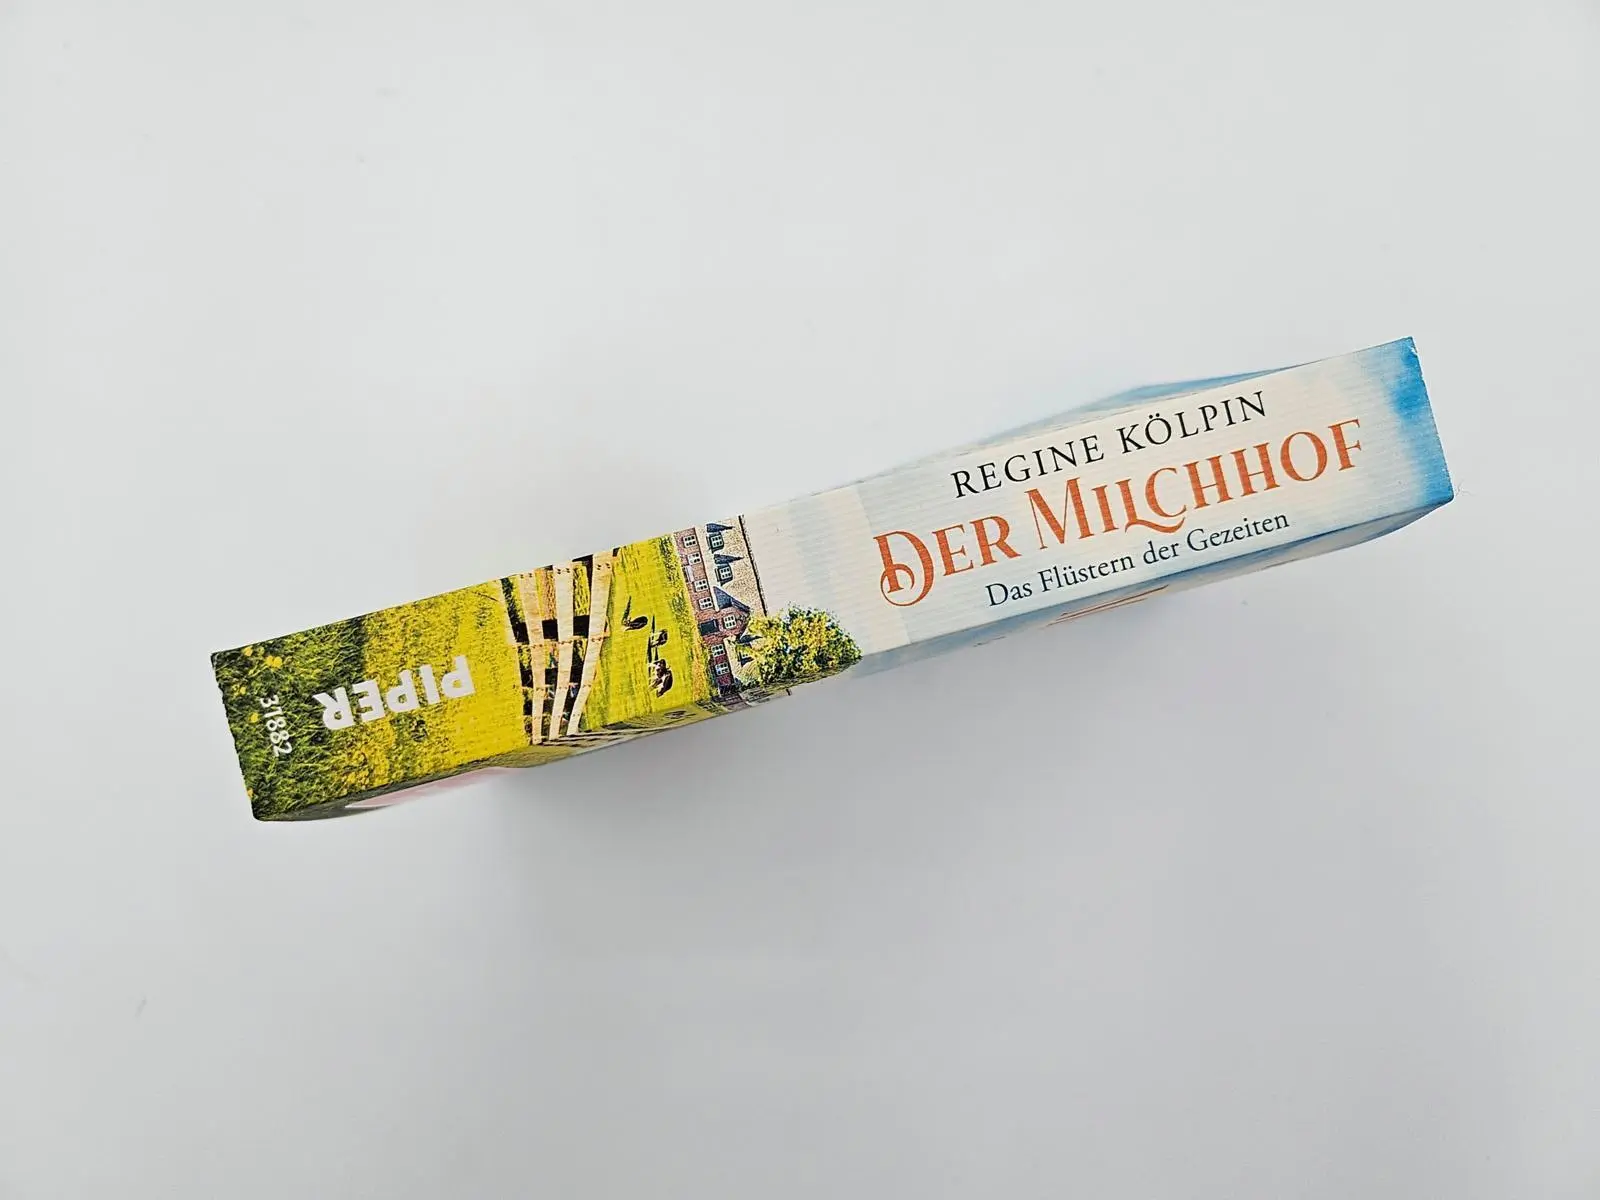 REGINE KÖLPIN
DER MILCHHOF
Das Flüstern der Gezeiten
PIPER
31882